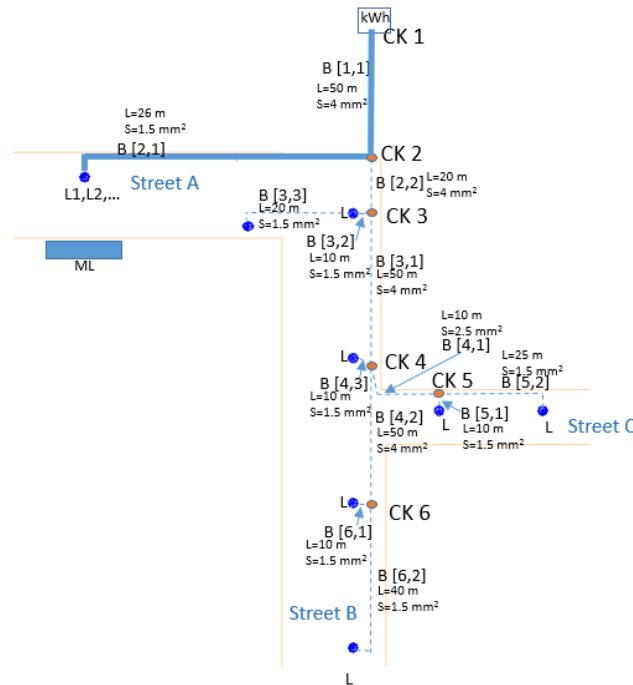 kWh
CK 1
B [1,1]
L=50 m
S=4 mm²
L=26 m
S=1.5 mm²
B [2,1]
CK 2
Street A
L1,L2,...
B [2,2]
L=20 m
S=4 mm²
B [3,3]
L=20 m
S=1.5 mm²
L
CK 3
B [3,2]
L=10 m
S=1.5 mm²
B [3,1]
L=50 m
S=4 mm²
ML
L=10 m
S=2.5 mm²
B [4,1]
L
CK 4
L=25 m
S=1.5 mm²
B [5,2]
CK 5
B [4,3]
L=10 m
S=1.5 mm²
B [4,2]
L=50 m
S=4 mm²
L
B [5,1]
L=10 m
S=1.5 mm²
L
Street C
L
CK 6
B [6,1]
L=10 m
S=1.5 mm²
B [6,2]
L=40 m
S=1.5 mm²
Street B
L